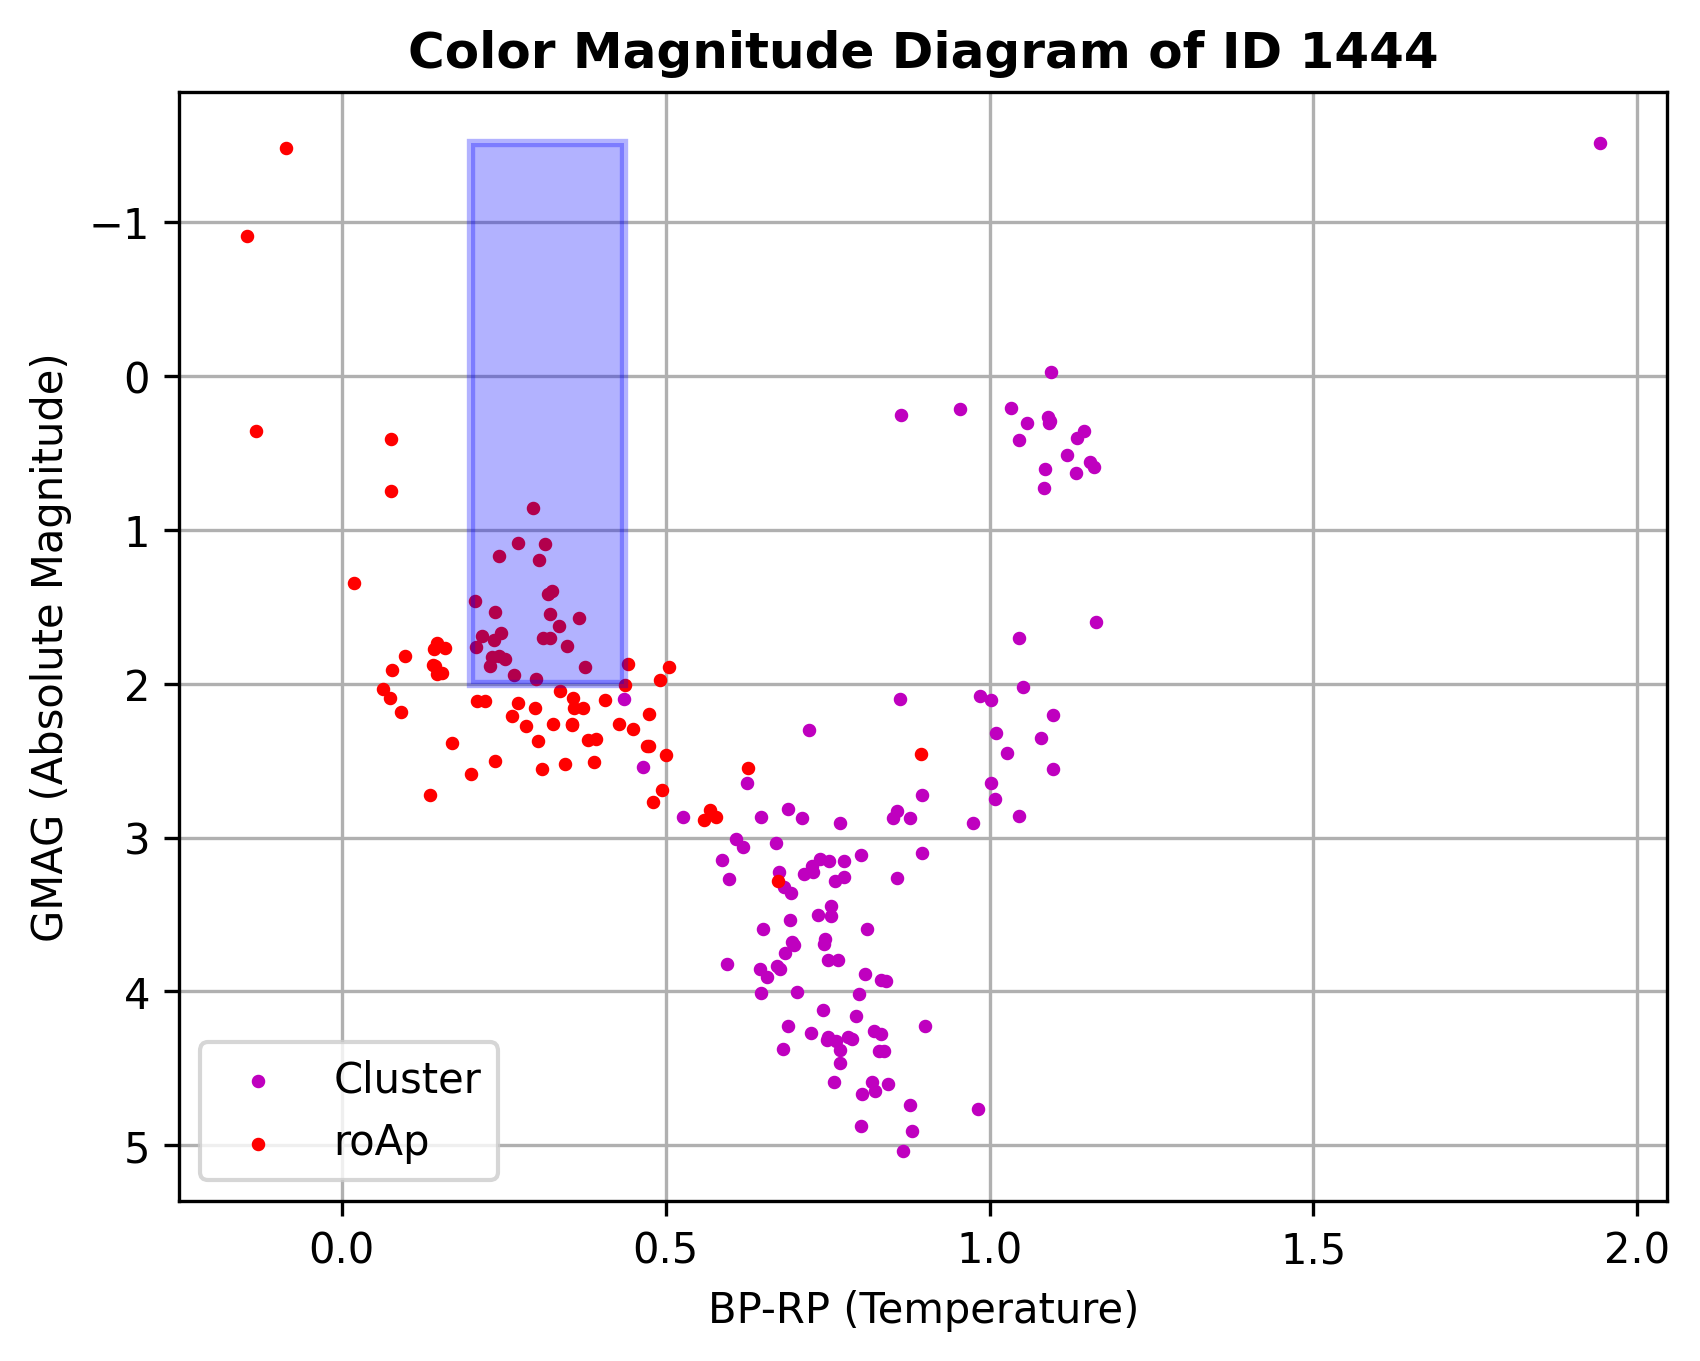 Color Magnitude Diagram of ID 1444
GMAG (Absolute Magnitude)
−1
0
1
2
3
4
5
Cluster
roAp
0.0 0.5 1.0 1.5 2.0
BP-RP (Temperature)